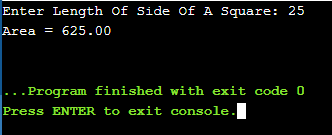 Enter Length Of Side Of A Square: 25
Area = 625.00
...Program finished with exit code 0
Press ENTER to exit console.